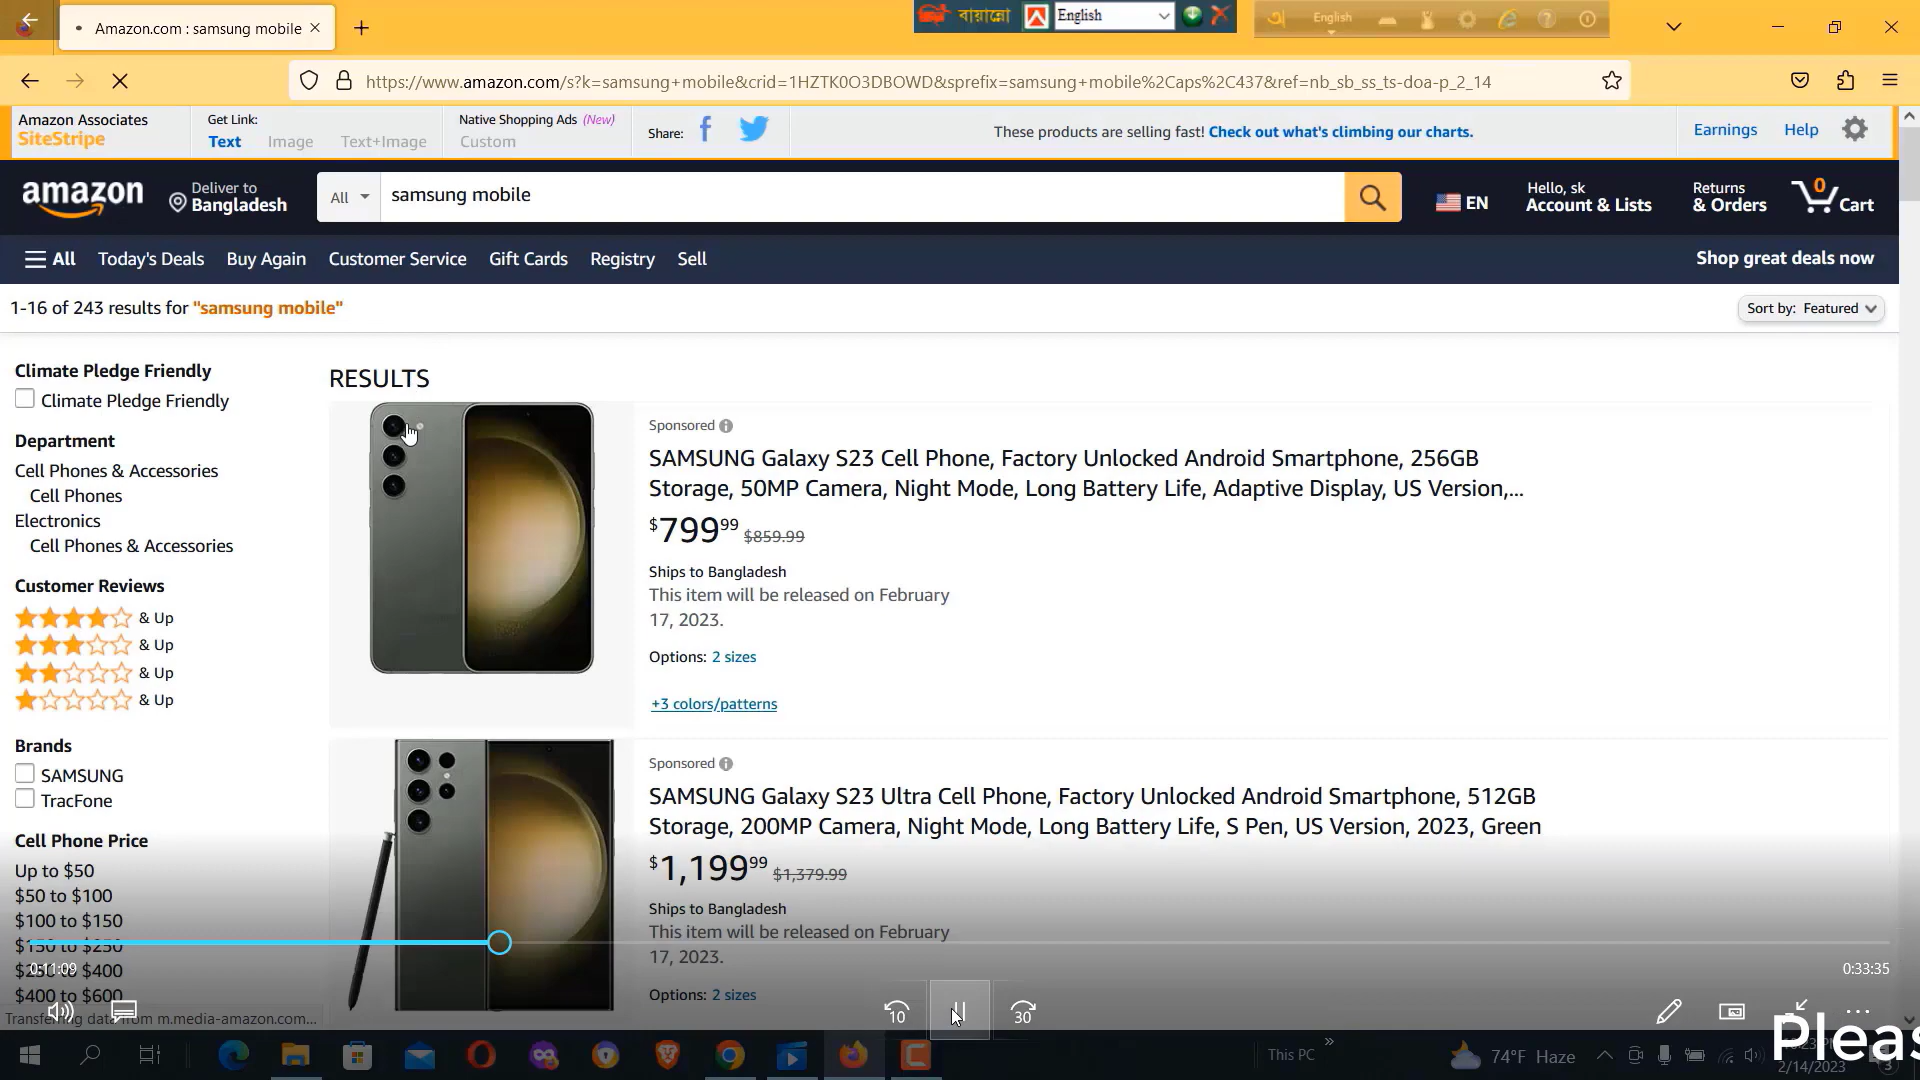 Amazon.com : samsung mobile
বায়ান্নো
English
English
https://www.amazon.com/s?k=samsung+mobile&crid=1HZTK0O3DBOWD&sprefix=samsung+mobile%2Caps%2C437&ref=nb_sb_ss_ts-doa-p_2_14
Amazon Associates
SiteStripe
Get Link:
Text Image Text+Image
Native Shopping Ads (New)
Custom
Share:
These products are selling fast! Check out what's climbing our charts.
Earnings Help
amazon
Deliver to
Bangladesh
All
samsung mobile
EN
Hello, sk
Account & Lists
Returns
& Orders
0
Cart
All Today's Deals Buy Again Customer Service Gift Cards Registry Sell
Shop great deals now
1-16 of 243 results for "samsung mobile"
Sort by: Featured
Climate Pledge Friendly
Climate Pledge Friendly
Department
Cell Phones & Accessories
Cell Phones
Electronics
Cell Phones & Accessories
Customer Reviews
& Up
& Up
& Up
& Up
Brands
SAMSUNG
TracFone
Cell Phone Price
Up to $50
$50 to $100
$100 to $150
$150 to $250
$250 to $400
$400 to $600
RESULTS
Sponsored
SAMSUNG Galaxy S23 Cell Phone, Factory Unlocked Android Smartphone, 256GB
Storage, 50MP Camera, Night Mode, Long Battery Life, Adaptive Display, US Version,...
$799.99 $859.99
Ships to Bangladesh
This item will be released on February
17, 2023.
Options: 2 sizes
+3 colors/patterns
Sponsored
SAMSUNG Galaxy S23 Ultra Cell Phone, Factory Unlocked Android Smartphone, 512GB
Storage, 200MP Camera, Night Mode, Long Battery Life, S Pen, US Version, 2023, Green
$1,199.99 $1,379.99
Ships to Bangladesh
This item will be released on February
17, 2023.
Options: 2 sizes
0:11:09
0:33:35
10
30
Transferring data from m.media-amazon.com...
This PC
74°F Haze
2/14/2023
Pleas